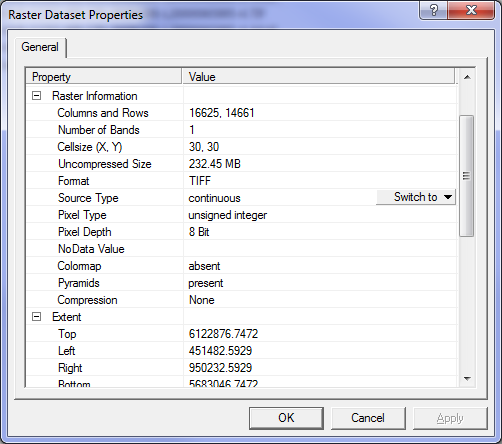 Raster Dataset Properties
General
Property Value
Raster Information
Columns and Rows 16625, 14661
Number of Bands 1
Cellsize (X, Y) 30, 30
Uncompressed Size 232.45 MB
Format TIFF
Source Type continuous Switch to
Pixel Type unsigned integer
Pixel Depth 8 Bit
NoData Value
Colormap absent
Pyramids present
Compression None
Extent
Top 6122876.7472
Left 451482.5929
Right 950232.5929
Bottom 5683046.7472
OK Cancel Apply